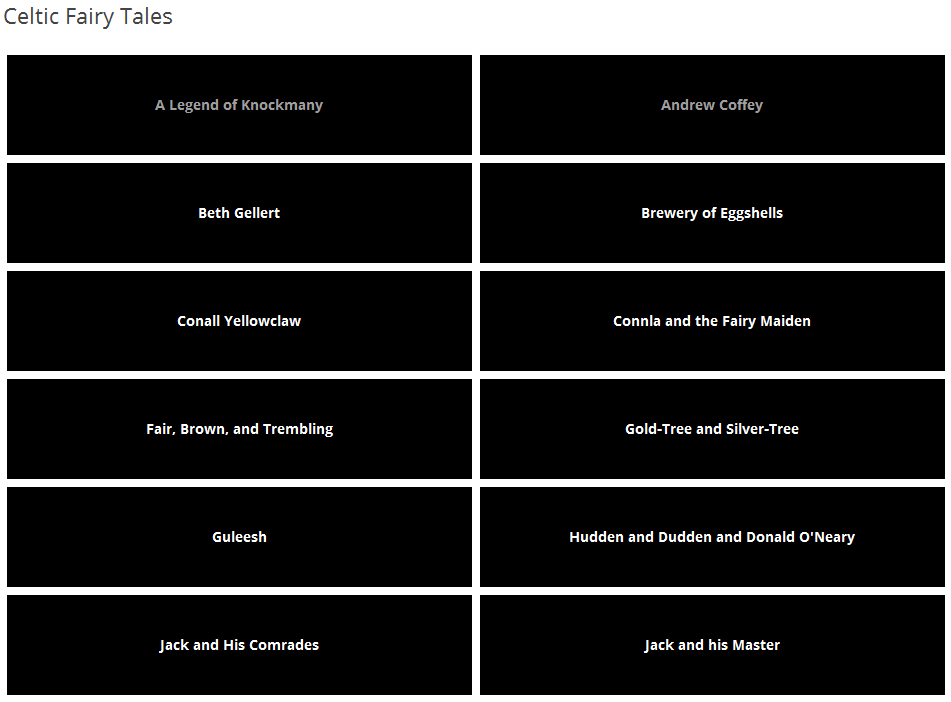 Celtic Fairy Tales
A Legend of Knockmany
Andrew Coffey
Beth Gellert
Brewery of Eggshells
Conall Yellowclaw
Connla and the Fairy Maiden
Fair, Brown, and Trembling
Gold-Tree and Silver-Tree
Guleesh
Hudden and Dudden and Donald O'Neary
Jack and His Comrades
Jack and his Master